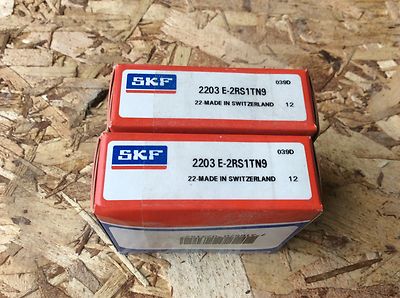 SKF
2203 E-2RS1TN9
039D
22-MADE IN SWITZERLAND
12
SKF
2203 E-2RS1TN9
039D
22-MADE IN SWITZERLAND
12